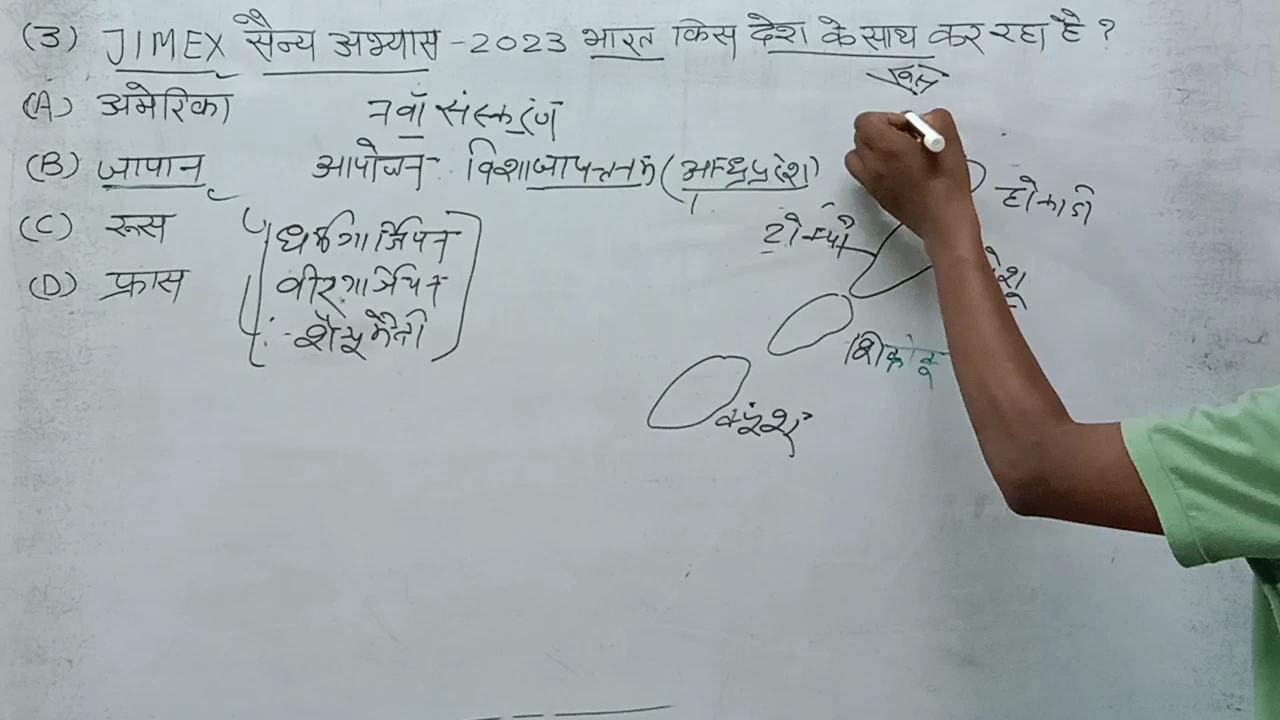 (3) JIMEX सैन्य अभ्यास -2023 भारत किस देश के साथ कर रहा है ?
रूस
(A) अमेरिका
नवाँ संस्करण
(B) जापान
आयोजन- विशाखापत्तनम (आन्ध्रप्रदेश)
(C) रूस
(D) फ्रास
धर्मगार्जियन
वीरगार्जियन
शिन्यू मैत्री
होकाडो
टोक्यो
शिकोकू
क्यूशू